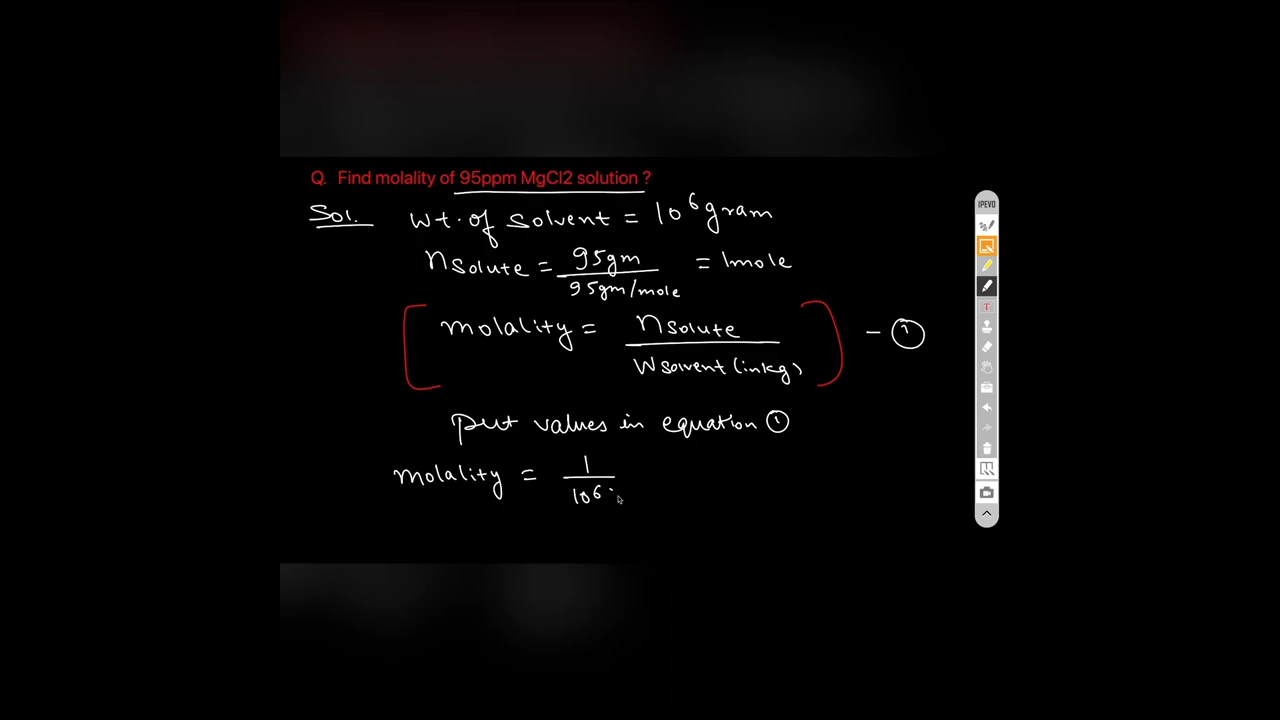 Q. Find molality of 95ppm MgCl2 solution ?
Sol. Wt. of solvent = 10⁶ gram
nsolute = 95gm / 95gm/mole = 1mole
molality = nsolute / Wsolvent (in kg) - ①
put values in equation ①
molality = 1 / 10⁶
IPEVO
T